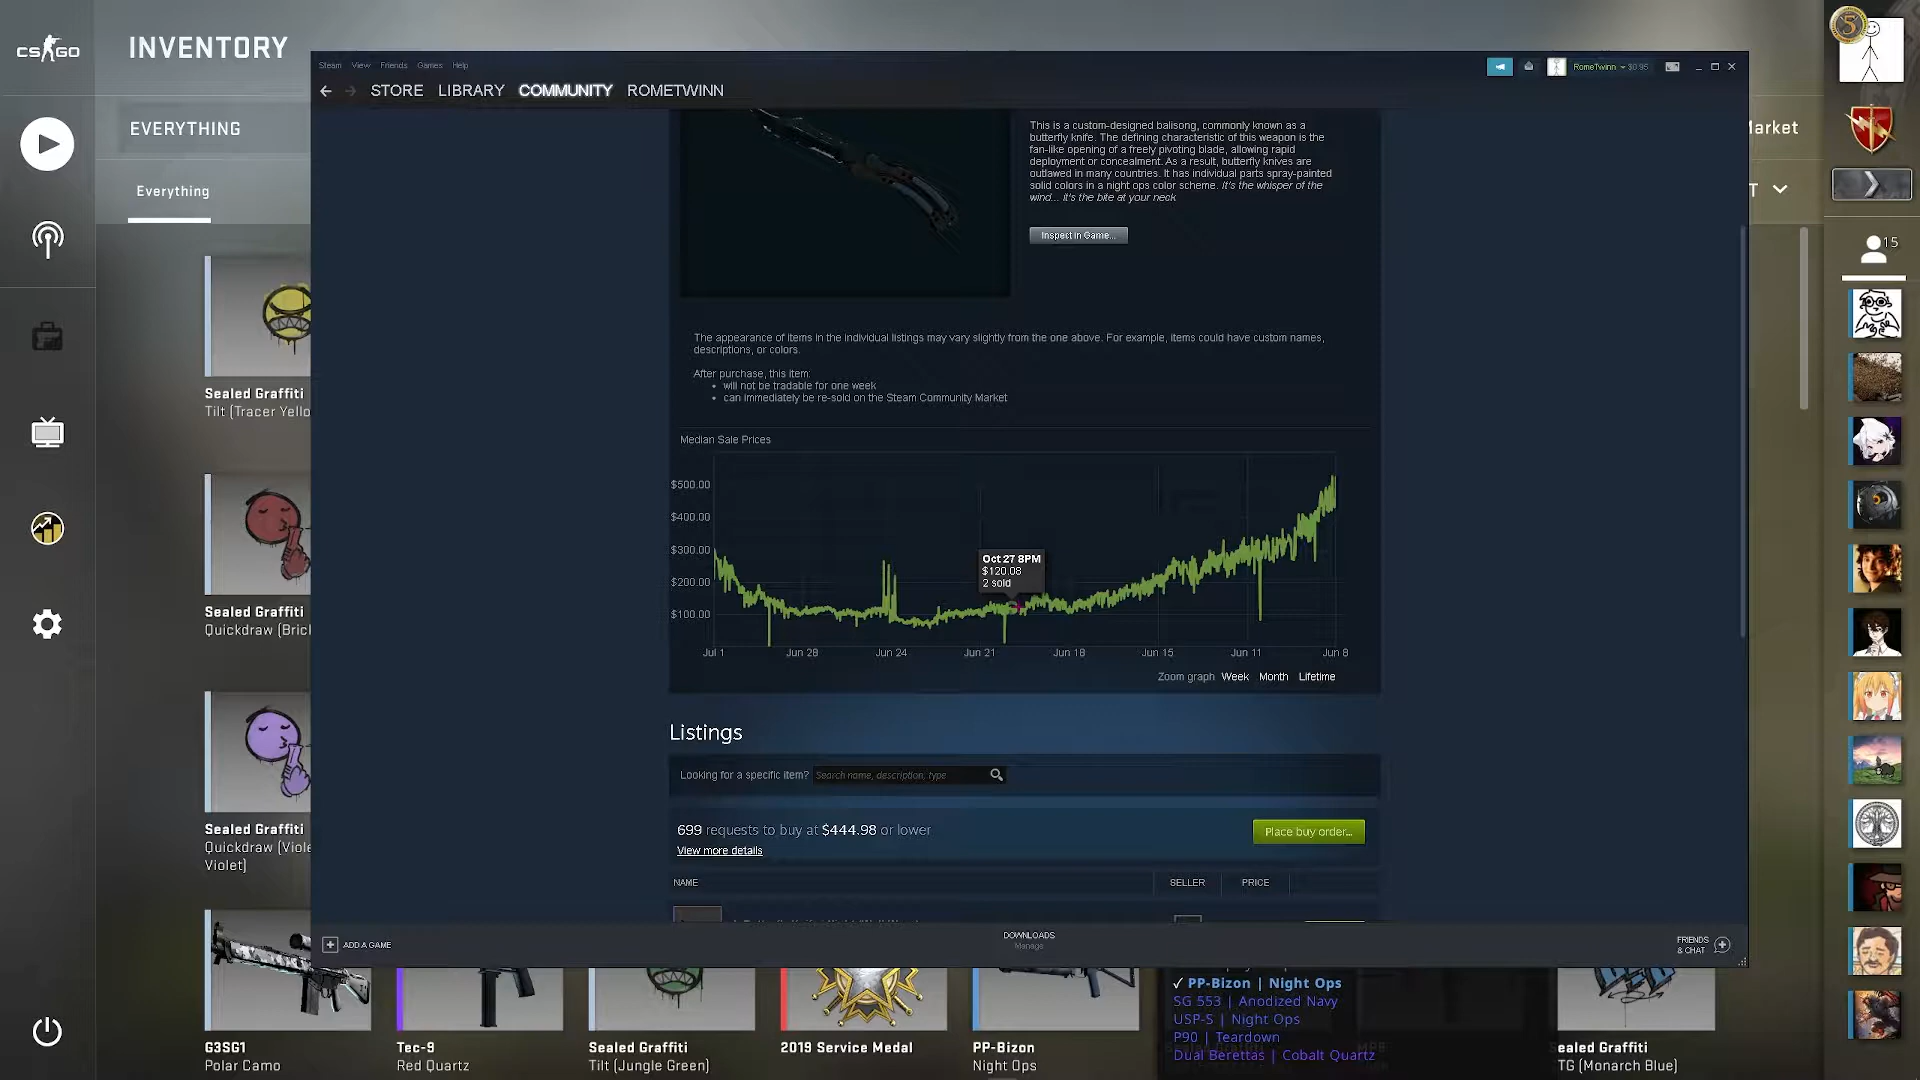 CS GO
INVENTORY
EVERYTHING
Everything
Steam View Friends Games Help
RomeTwinn $0.95
STORE LIBRARY COMMUNITY ROMETWINN
This is a custom-designed balisong, commonly known as a
butterfly knife. The defining characteristic of this weapon is the
fan-like opening of a freely pivoting blade, allowing rapid
deployment or concealment. As a result, butterfly knives are
outlawed in many countries. It has individual parts spray-painted
solid colors in a night ops color scheme. It's the whisper of the
wind... it's the bite at your neck
Inspect in Game...
The appearance of items in the individual listings may vary slightly from the one above. For example, items could have custom names,
descriptions, or colors.
After purchase, this item:
• will not be tradable for one week
• can immediately be re-sold on the Steam Community Market
Median Sale Prices
$500.00
$400.00
$300.00
$200.00
$100.00
Oct 27 8PM
$120.08
2 sold
Jul 1 Jun 28 Jun 24 Jun 21 Jun 18 Jun 15 Jun 11 Jun 8
Zoom graph Week Month Lifetime
Listings
Looking for a specific item? Search name, description, type
699 requests to buy at $444.98 or lower
Place buy order...
View more details
NAME SELLER PRICE
ADD A GAME
DOWNLOADS
Manage
FRIENDS
& CHAT
Market
T
5
15
Sealed Graffiti
Tilt (Tracer Yello
Sealed Graffiti
Quickdraw (Bric
Sealed Graffiti
Quickdraw (Viole
Violet)
G3SG1
Polar Camo
Tec-9
Red Quartz
Sealed Graffiti
Tilt (Jungle Green)
2019 Service Medal
PP-Bizon
Night Ops
✓ PP-Bizon | Night Ops
SG 553 | Anodized Navy
USP-S | Night Ops
P90 | Teardown
Dual Berettas | Cobalt Quartz
ealed Graffiti
TG (Monarch Blue)